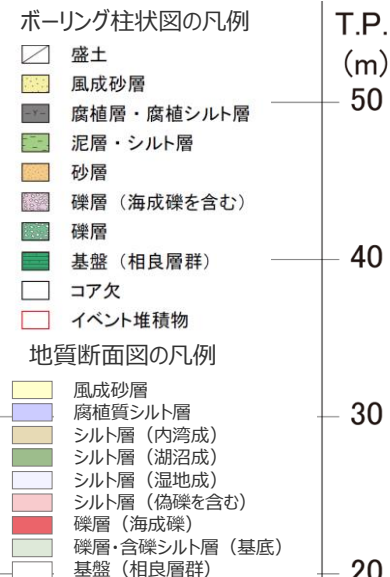 ボーリング柱状図の凡例
盛土
風成砂層
腐植層・腐植シルト層
泥層・シルト層
砂層
礫層（海成礫を含む）
礫層
基盤（相良層群）
コア欠
イベント堆積物
地質断面図の凡例
風成砂層
腐植質シルト層
シルト層（内湾成）
シルト層（湖沼成）
シルト層（湿地成）
シルト層（偽礫を含む）
礫層（海成礫）
礫層・含礫シルト層（基底）
基盤（相良層群）
T.P.
(m)
50
40
30
20